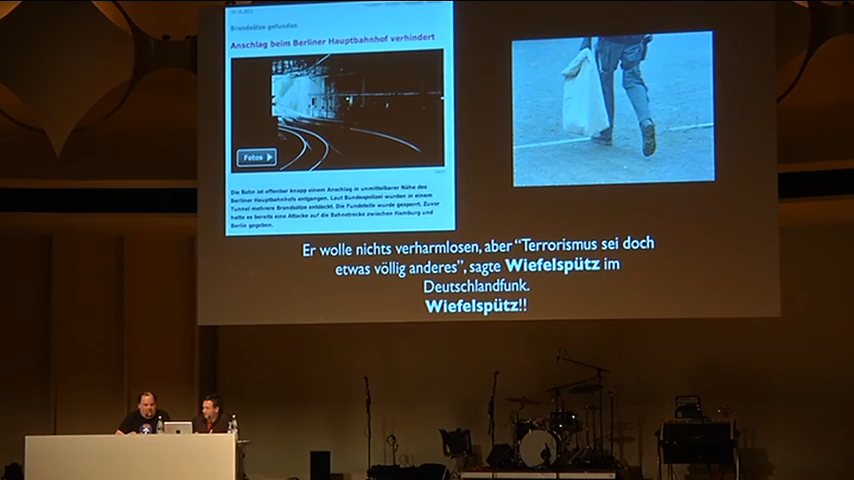 Brandsätze gefunden
Anschlag beim Berliner Hauptbahnhof verhindert
Fotos
Die Bahn ist offenbar knapp einem Anschlag in unmittelbarer Nähe des
Berliner Hauptbahnhofs entgangen. Laut Bundespolizei wurden in einem
Tunnel mehrere Brandsätze entdeckt. Die Fundstelle wurde gesperrt. Zuvor
hatte es bereits eine Attacke auf die Bahnstrecke zwischen Hamburg und
Berlin gegeben.
Er wolle nichts verharmlosen, aber “Terrorismus sei doch
etwas völlig anderes”, sagte Wiefelspütz im
Deutschlandfunk.
Wiefelspütz!!